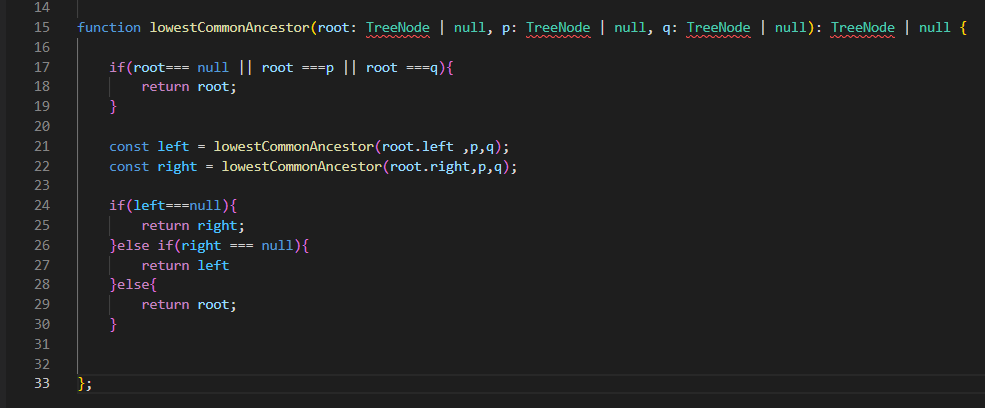 14
15 function lowestCommonAncestor(root: TreeNode | null, p: TreeNode | null, q: TreeNode | null): TreeNode | null {
16
17     if(root=== null || root ===p || root ===q){
18         return root;
19     }
20
21     const left = lowestCommonAncestor(root.left ,p,q);
22     const right = lowestCommonAncestor(root.right,p,q);
23
24     if(left===null){
25         return right;
26     }else if(right === null){
27         return left
28     }else{
29         return root;
30     }
31
32
33 };